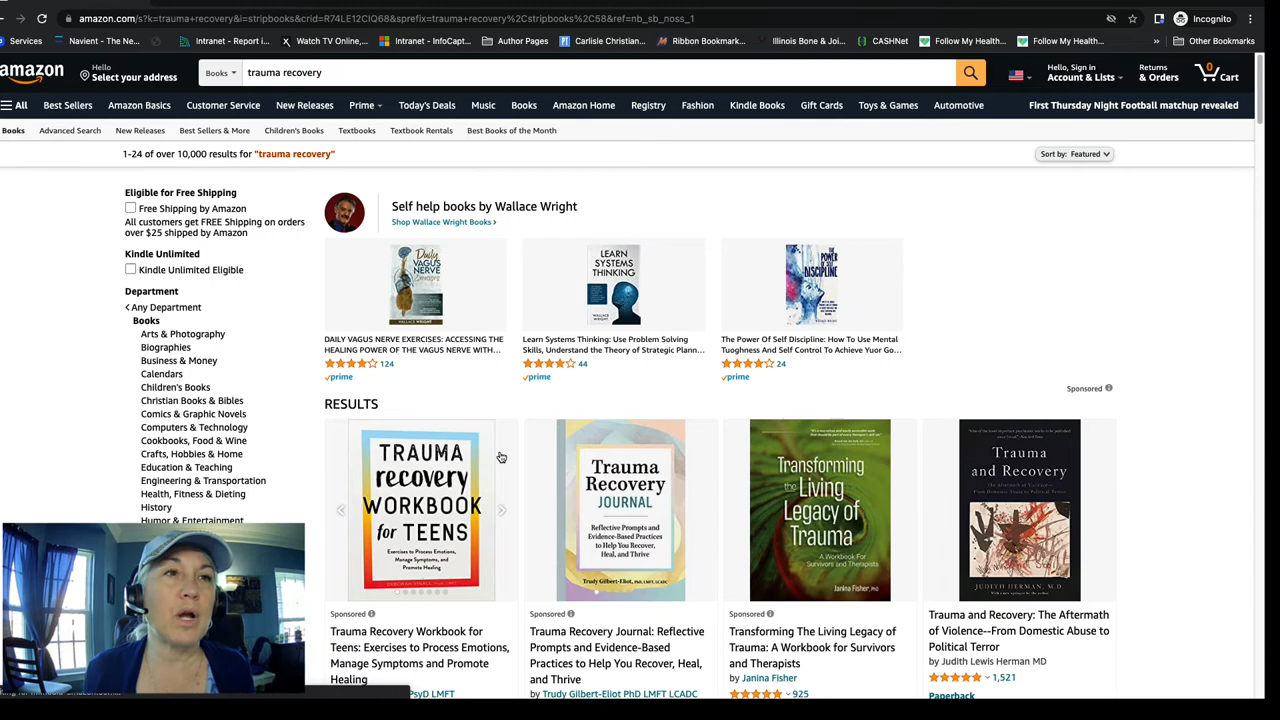 amazon.com/s?k=trauma+recovery&i=stripbooks&crid=R74LE12CIQ68&sprefix=trauma+recovery%2Cstripbooks%2C58&ref=nb_sb_noss_1
Incognito
Services
Navient - The Ne...
Intranet - Report i...
Watch TV Online,...
Intranet - InfoCapt...
Author Pages
Carlisle Christian...
Ribbon Bookmark...
Illinois Bone & Joi...
CASHNet
Follow My Health...
Follow My Health...
»
Other Bookmarks
amazon
Hello
Select your address
Books
trauma recovery
Hello, Sign in
Account & Lists
Returns
& Orders
0
Cart
All
Best Sellers
Amazon Basics
Customer Service
New Releases
Prime
Today's Deals
Music
Books
Amazon Home
Registry
Fashion
Kindle Books
Gift Cards
Toys & Games
Automotive
First Thursday Night Football matchup revealed
Books
Advanced Search
New Releases
Best Sellers & More
Children's Books
Textbooks
Textbook Rentals
Best Books of the Month
1-24 of over 10,000 results for "trauma recovery"
Sort by: Featured
Eligible for Free Shipping
Free Shipping by Amazon
All customers get FREE Shipping on orders
over $25 shipped by Amazon
Kindle Unlimited
Kindle Unlimited Eligible
Department
Any Department
Books
Arts & Photography
Biographies
Business & Money
Calendars
Children's Books
Christian Books & Bibles
Comics & Graphic Novels
Computers & Technology
Cookbooks, Food & Wine
Crafts, Hobbies & Home
Education & Teaching
Engineering & Transportation
Health, Fitness & Dieting
History
Humor & Entertainment
Self help books by Wallace Wright
Shop Wallace Wright Books ›
Daily
VAGUS
NERVE
Exercises
WALLACE WRIGHT
LEARN
SYSTEMS
THINKING
WALLACE WRIGHT
THE
POWER
OF SELF
DISCIPLINE
DAILY VAGUS NERVE EXERCISES: ACCESSING THE
HEALING POWER OF THE VAGUS NERVE WITH...
124
prime
Learn Systems Thinking: Use Problem Solving
Skills, Understand the Theory of Strategic Plann...
44
prime
The Power Of Self Discipline: How To Use Mental
Tuoghness And Self Control To Achieve Yuor Go...
24
prime
Sponsored
RESULTS
TRAUMA
recovery
WORKBOOK
for TEENS
Exercises to Process Emotions,
Manage Symptoms, and
Promote Healing
Trauma
Recovery
JOURNAL
Reflective Prompts and
Evidence-Based Practices
to Help You Recover, Heal,
and Thrive
Trudy Gilbert-Eliot, PhD, LMFT, LCADC
Transforming
the Living
Legacy of
Trauma
A Workbook for
Survivors and Therapists
Janina Fisher, PhD
Trauma
and Recovery
The Aftermath
of Violence—From
Domestic Abuse to
Political Terror
JUDITH HERMAN, M.D.
Sponsored
Trauma Recovery Workbook for
Teens: Exercises to Process Emotions,
Manage Symptoms and Promote
Healing
PsyD LMFT
Sponsored
Trauma Recovery Journal: Reflective
Prompts and Evidence-Based
Practices to Help You Recover, Heal,
and Thrive
by Trudy Gilbert-Eliot PhD LMFT LCADC
Sponsored
Transforming The Living Legacy of
Trauma: A Workbook for Survivors
and Therapists
by Janina Fisher
925
Trauma and Recovery: The Aftermath
of Violence--From Domestic Abuse to
Political Terror
by Judith Lewis Herman MD
1,521
Paperback